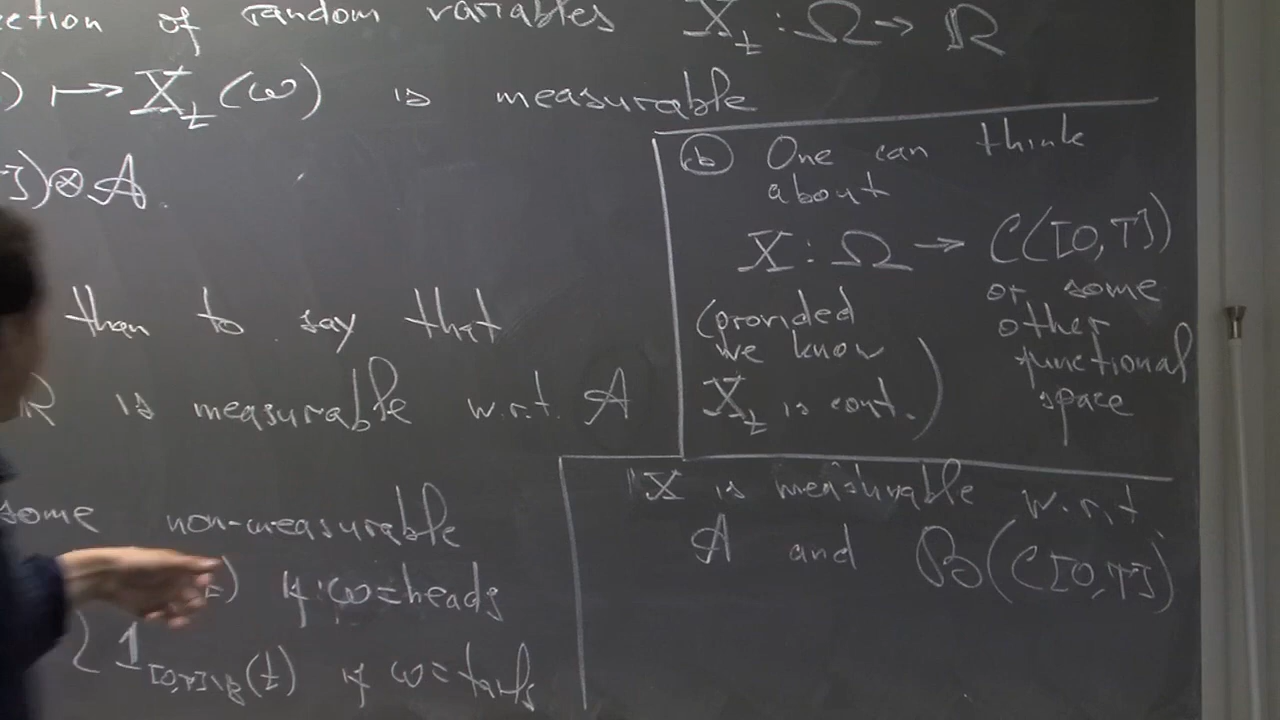 ection of random variables X_t : Ω → ℝ
) ↦ X_t(ω) is measurable
])⊗𝒜.
than to say that
ℝ is measurable w.r.t. 𝒜
some non-measurable
) if ω=heads
{ 1_{[0,T]\B}(t) if ω=tails
ⓑ One can think
about
X : Ω → C([0,T])
or some
other
functional
space
(provided
we know
X_t is cont.)
X is measurable w.r.t.
𝒜 and ℬ(C[0,T])